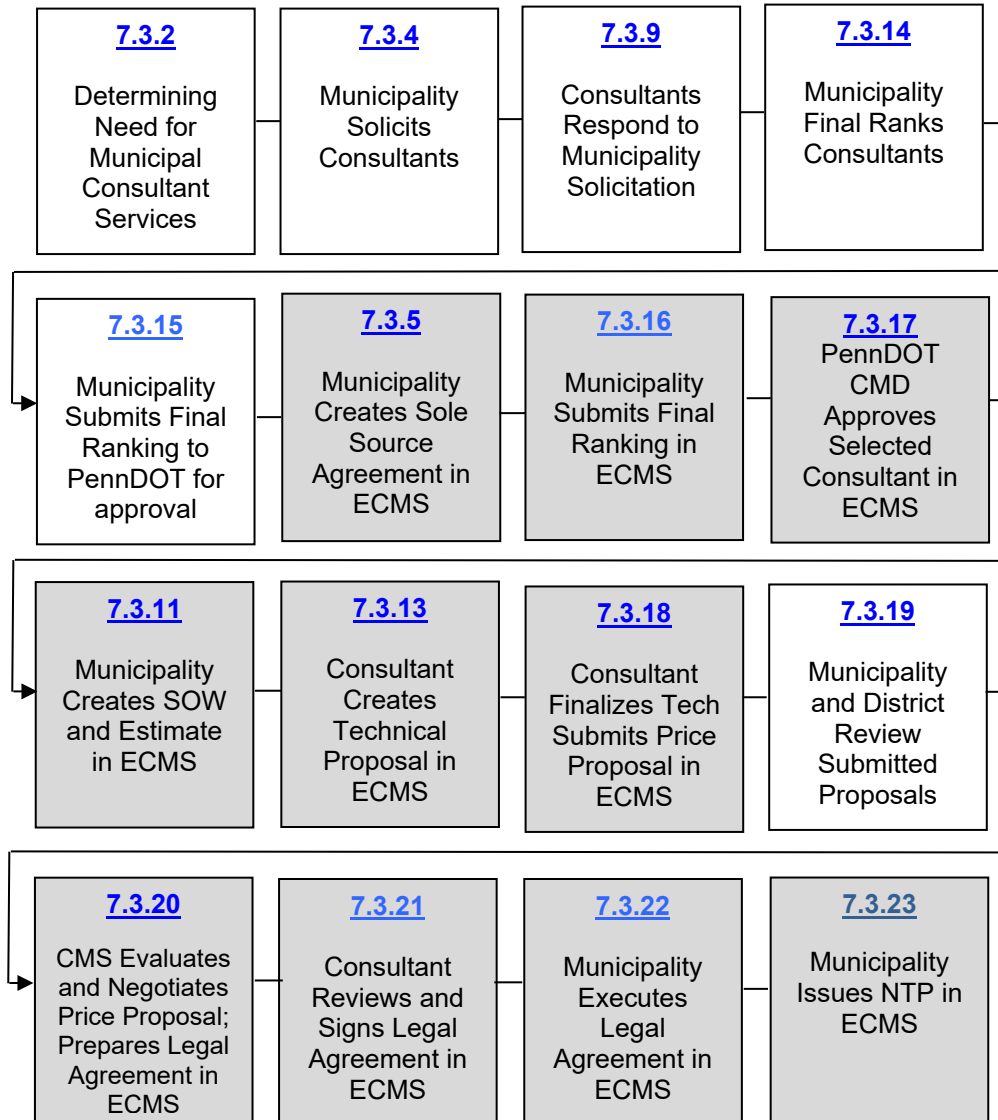 7.3.2
Determining
Need for
Municipal
Consultant
Services
7.3.4
Municipality
Solicits
Consultants
7.3.9
Consultants
Respond to
Municipality
Solicitation
7.3.14
Municipality
Final Ranks
Consultants
7.3.15
Municipality
Submits Final
Ranking to
PennDOT for
approval
7.3.5
Municipality
Creates Sole
Source
Agreement in
ECMS
7.3.16
Municipality
Submits Final
Ranking in
ECMS
7.3.17
PennDOT
CMD
Approves
Selected
Consultant in
ECMS
7.3.11
Municipality
Creates SOW
and Estimate
in ECMS
7.3.13
Consultant
Creates
Technical
Proposal in
ECMS
7.3.18
Consultant
Finalizes Tech
Submits Price
Proposal in
ECMS
7.3.19
Municipality
and District
Review
Submitted
Proposals
7.3.20
CMS Evaluates
and Negotiates
Price Proposal;
Prepares Legal
Agreement in
ECMS
7.3.21
Consultant
Reviews and
Signs Legal
Agreement in
ECMS
7.3.22
Municipality
Executes
Legal
Agreement in
ECMS
7.3.23
Municipality
Issues NTP in
ECMS